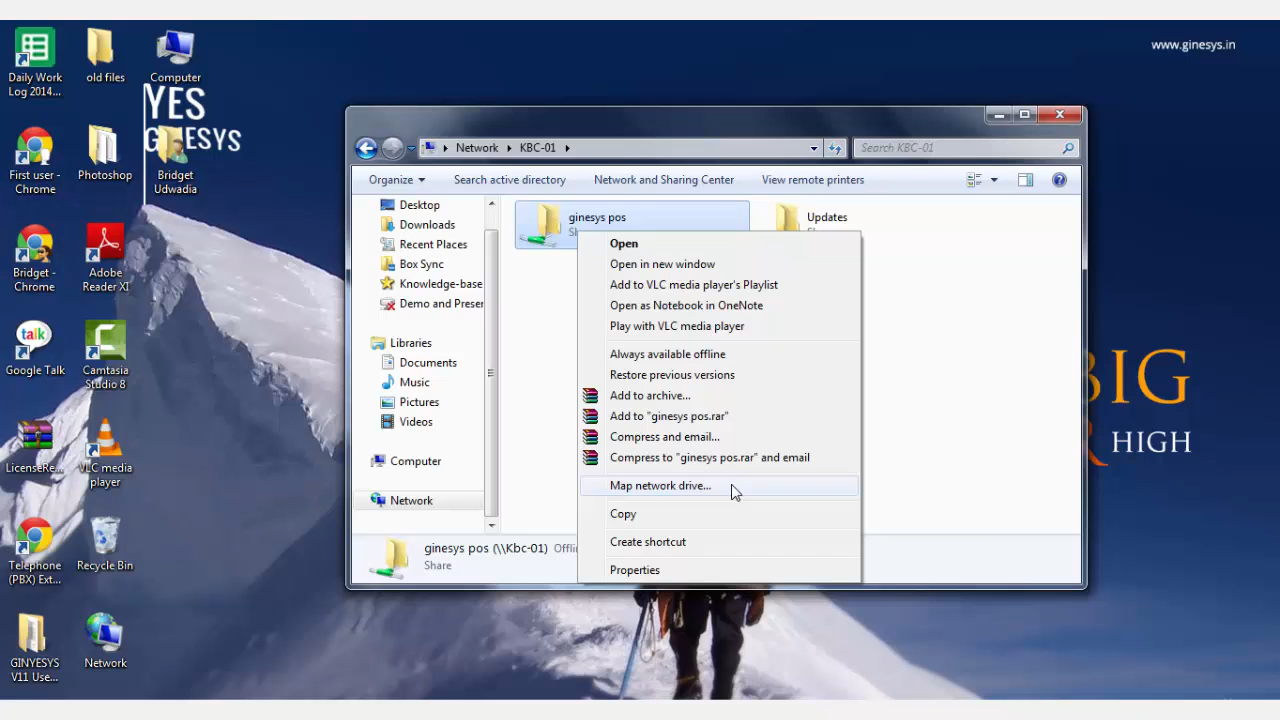 www.ginesys.in
Daily Work
Log 2014...
old files
Computer
YES
GINESYS
First user -
Chrome
Photoshop
Bridget
Udwadia
Bridget -
Chrome
Adobe
Reader XI
talk
Google Talk
Camtasia
Studio 8
LicenseRe...
VLC media
player
Telephone
(PBX) Ext...
Recycle Bin
GINYESYS
V11 Use...
Network
Network
KBC-01
Search KBC-01
Organize
Search active directory
Network and Sharing Center
View remote printers
Desktop
Downloads
Recent Places
Box Sync
Knowledge-base
Demo and Preser
Libraries
Documents
Music
Pictures
Videos
Computer
Network
ginesys pos
Updates
Open
Open in new window
Add to VLC media player's Playlist
Open as Notebook in OneNote
Play with VLC media player
Always available offline
Restore previous versions
Add to archive...
Add to "ginesys pos.rar"
Compress and email...
Compress to "ginesys pos.rar" and email
Map network drive...
Copy
Create shortcut
Properties
ginesys pos (\\Kbc-01) Offli
Share
BIG
HIGH